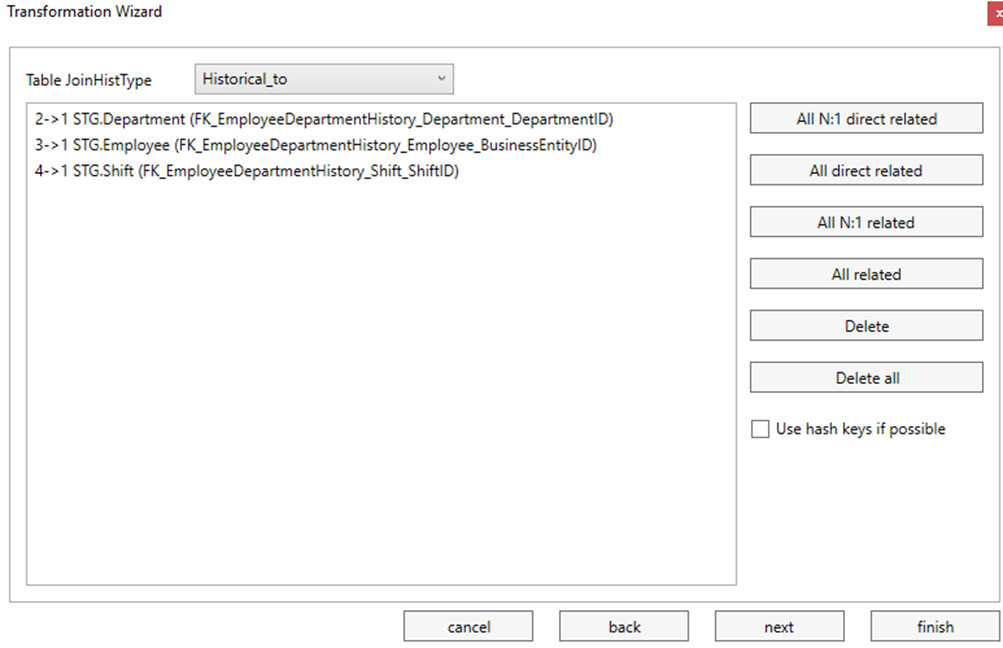 Transformation Wizard
x
Table JoinHistType
Historical_to
2->1 STG.Department (FK_EmployeeDepartmentHistory_Department_DepartmentID)
3->1 STG.Employee (FK_EmployeeDepartmentHistory_Employee_BusinessEntityID)
4->1 STG.Shift (FK_EmployeeDepartmentHistory_Shift_ShiftID)
All N:1 direct related
All direct related
All N:1 related
All related
Delete
Delete all
Use hash keys if possible
cancel
back
next
finish